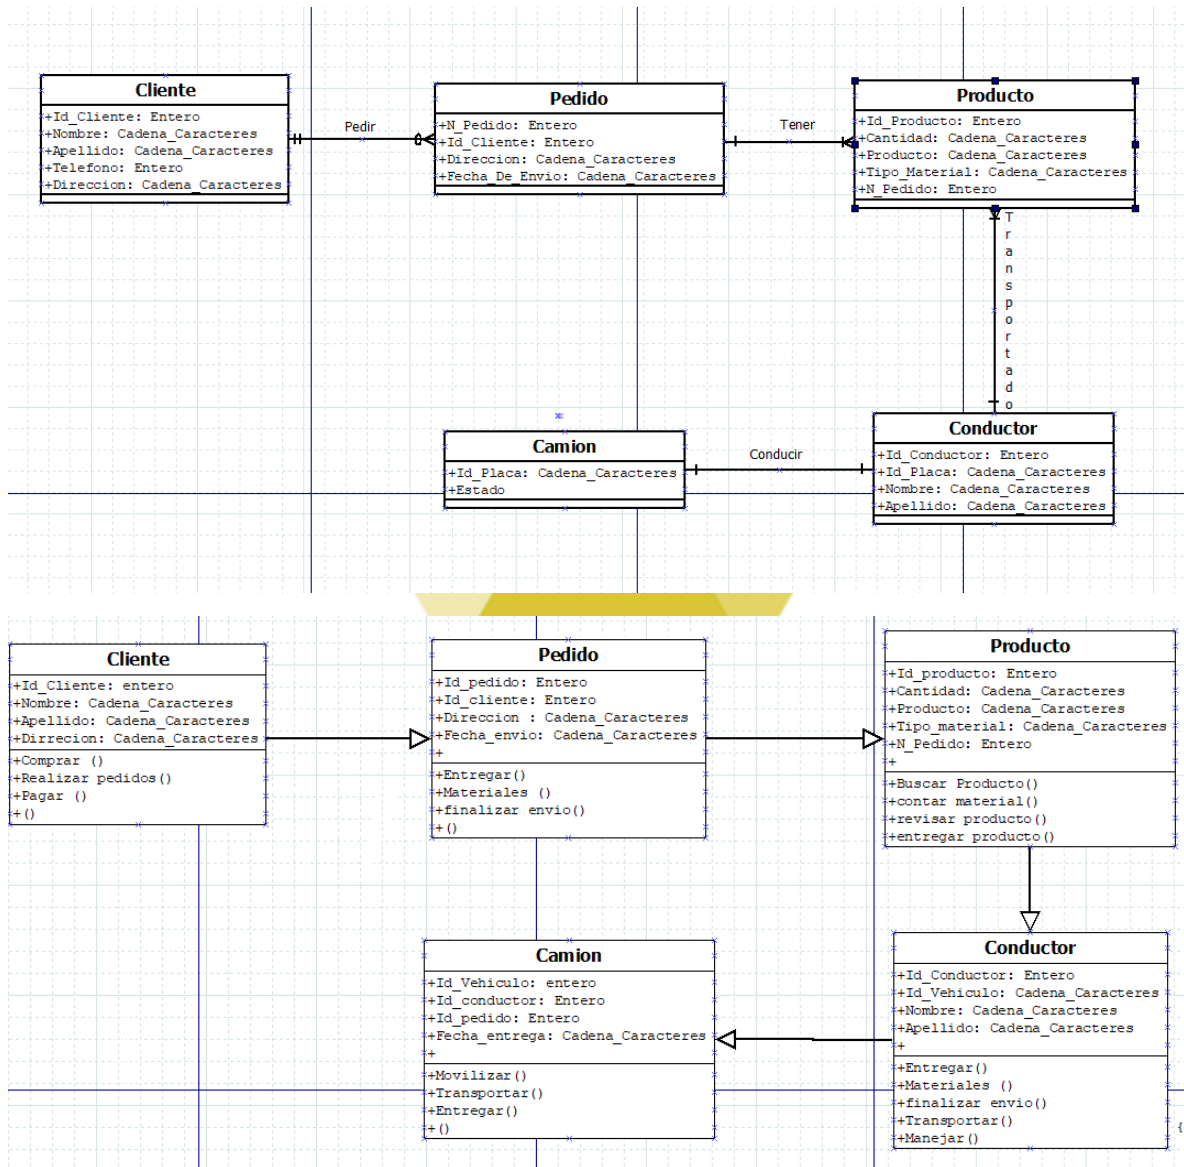 Cliente
+Id_Cliente: Entero
+Nombre: Cadena_Caracteres
+Apellido: Cadena_Caracteres
+Telefono: Entero
+Direccion: Cadena_Caracteres
Pedir
Pedido
+N_Pedido: Entero
+Id_Cliente: Entero
+Direccion: Cadena_Caracteres
+Fecha_De_Envio: Cadena_Caracteres
Tener
Producto
+Id_Producto: Entero
+Cantidad: Cadena_Caracteres
+Producto: Cadena_Caracteres
+Tipo_Material: Cadena_Caracteres
+N_Pedido: Entero
Transportado
Camion
+Id_Placa: Cadena_Caracteres
+Estado
Conducir
Conductor
+Id_Conductor: Entero
+Id_Placa: Cadena_Caracteres
+Nombre: Cadena_Caracteres
+Apellido: Cadena_Caracteres
Cliente
+Id_Cliente: entero
+Nombre: Cadena_Caracteres
+Apellido: Cadena_Caracteres
+Dirrecion: Cadena_Caracteres
+Comprar ()
+Realizar pedidos()
+Pagar ()
+()
Pedido
+Id_pedido: Entero
+Id_cliente: Entero
+Direccion : Cadena_Caracteres
+Fecha_envio: Cadena_Caracteres
+
+Entregar()
+Materiales ()
+finalizar envio()
+()
Producto
+Id_producto: Entero
+Cantidad: Cadena_Caracteres
+Producto: Cadena_Caracteres
+Tipo_material: Cadena_Caracteres
+N_Pedido: Entero
+
+Buscar Producto()
+contar material()
+revisar producto()
+entregar producto()
Camion
+Id_Vehiculo: entero
+Id_conductor: Entero
+Id_pedido: Entero
+Fecha_entrega: Cadena_Caracteres
+
+Movilizar()
+Transportar()
+Entregar()
+()
Conductor
+Id_Conductor: Entero
+Id_Vehiculo: Cadena_Caracteres
+Nombre: Cadena_Caracteres
+Apellido: Cadena_Caracteres
+
+Entregar()
+Materiales ()
+finalizar envio()
+Transportar()
+Manejar()
{